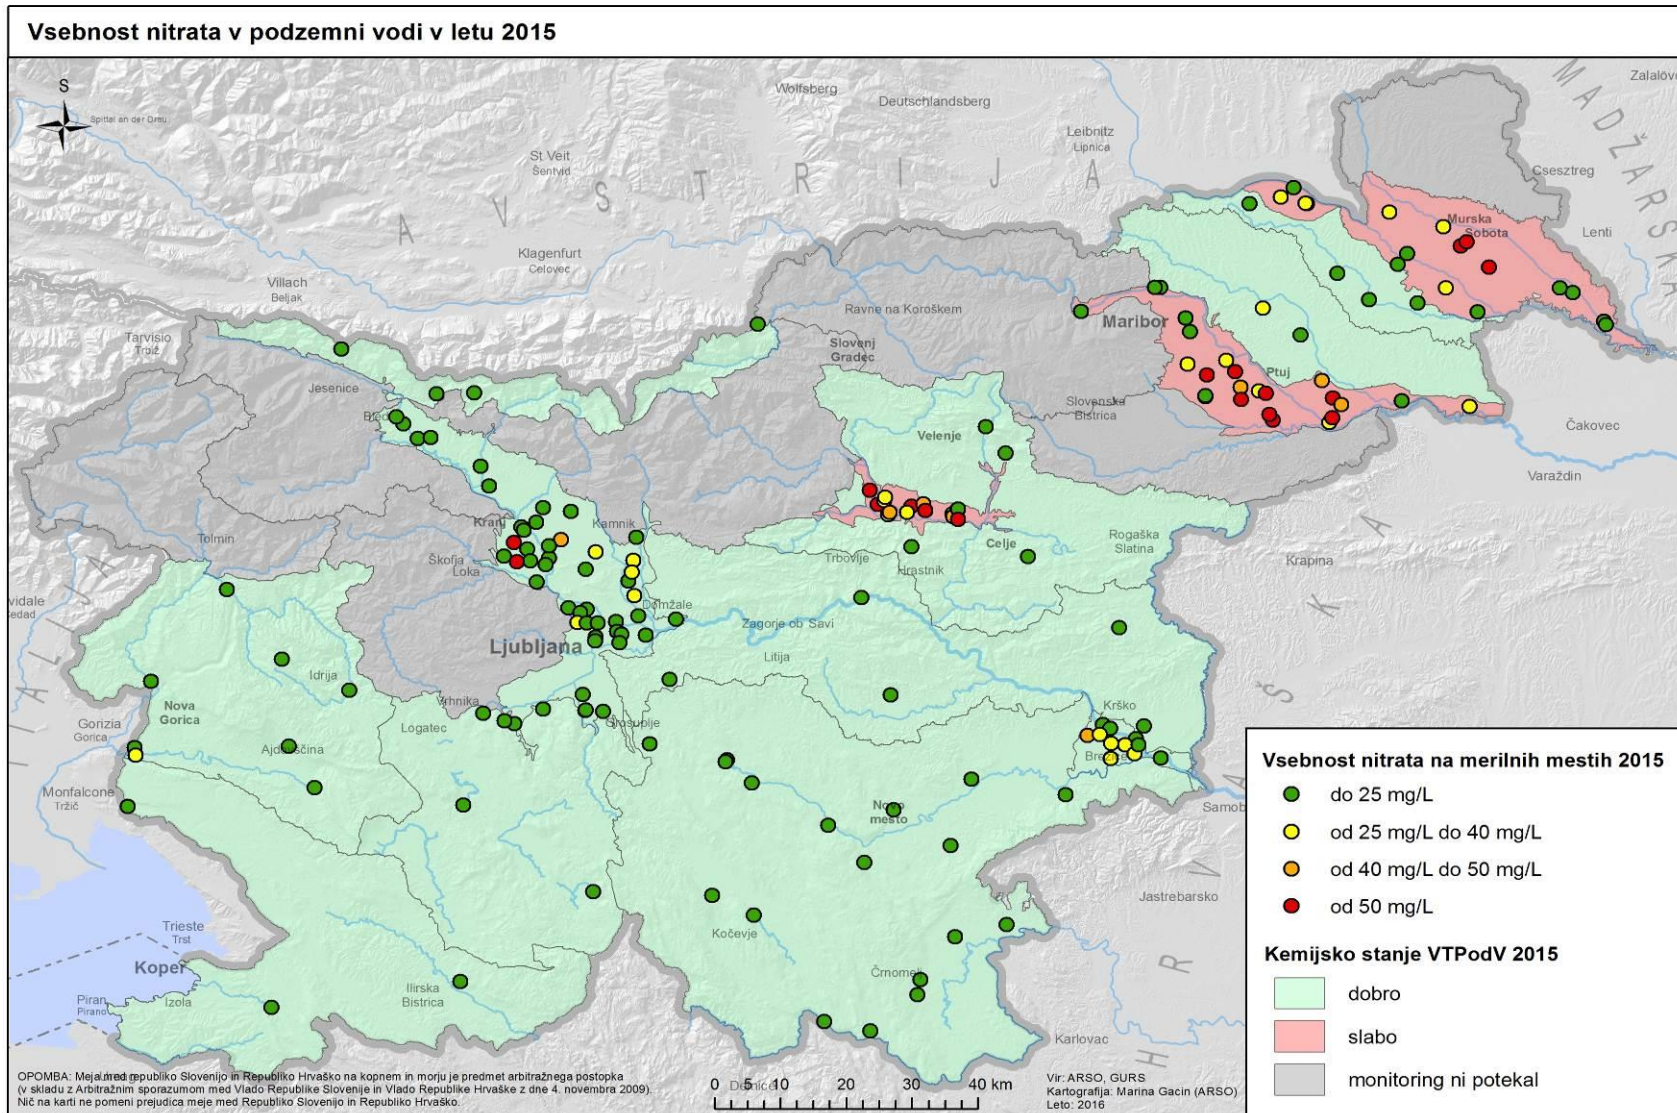 Vsebnost nitrata v podzemni vodi v letu 2015
S
Spittal an der Drau
Wolfsberg
Deutschlandsberg
Leibnitz
Lipnica
St Veit
Šentvid
AVSTRIJA
MADŽARSKA
Csesztreg
Lenti
Klagenfurt
Celovec
Villach
Beljak
Tarvisio
Trbiž
Ravne na Koroškem
Slovenj
Gradec
Maribor
Murska
Sobota
Ptuj
Slovenska
Bistrica
Čakovec
Varaždin
Jesenice
Bled
Velenje
Tolmin
Kranj
Kamnik
Škofja
Loka
Celje
Rogaška
Slatina
Krapina
Trbovlje
Hrastnik
Domžale
Zagorje ob Savi
Ljubljana
Litija
ITALIJA
Idrija
Nova
Gorica
Gorizia
Gorica
Vrhnika
Logatec
Grosuplje
Krško
Brežice
Ajdovščina
Monfalcone
Tržič
Novo
mesto
HRVAŠKA
Jastrebarsko
Trieste
Trst
Koper
Kočevje
Črnomelj
Piran
Pirano
Izola
Ilirska
Bistrica
Karlovac
Vsebnost nitrata na merilnih mestih 2015
do 25 mg/L
od 25 mg/L do 40 mg/L
od 40 mg/L do 50 mg/L
od 50 mg/L
Kemijsko stanje VTPodV 2015
dobro
slabo
monitoring ni potekal
OPOMBA: Meja med republiko Slovenijo in Republiko Hrvaško na kopnem in morju je predmet arbitražnega postopka
(v skladu z Arbitražnim sporazumom med Vlado Republike Slovenije in Vlado Republike Hrvaške z dne 4. novembra 2009).
Nič na karti ne pomeni prejudica meje med Republiko Slovenijo in Republiko Hrvaško.
0 10 20 30 40 km
Vir: ARSO, GURS
Kartografija: Marina Gacin (ARSO)
Leto: 2016